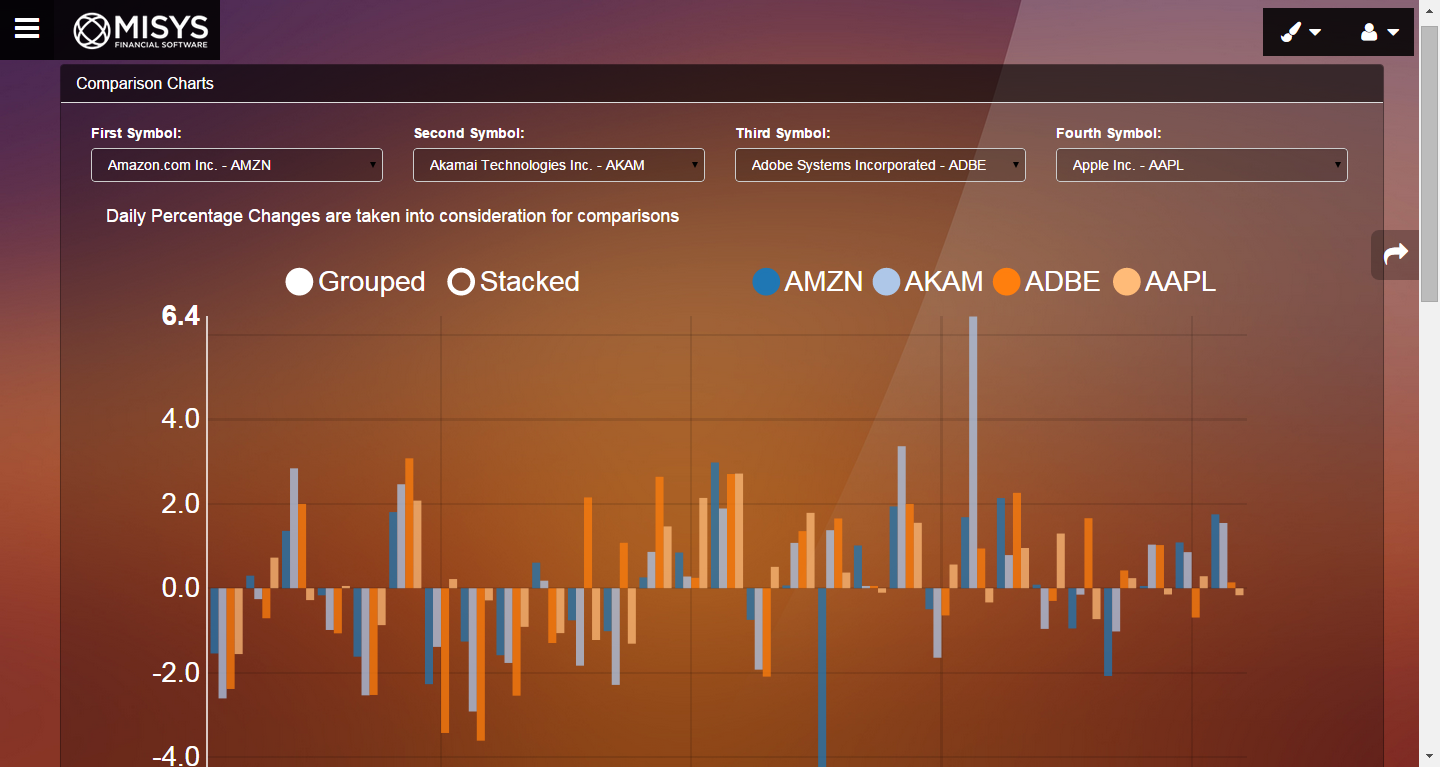 MISYS
FINANCIAL SOFTWARE
Comparison Charts
First Symbol: Second Symbol: Third Symbol: Fourth Symbol:
Amazon.com Inc. - AMZN Akamai Technologies Inc. - AKAM Adobe Systems Incorporated - ADBE Apple Inc. - AAPL
Daily Percentage Changes are taken into consideration for comparisons
Grouped Stacked AMZN AKAM ADBE AAPL
6.4
4.0
2.0
0.0
-2.0
-4.0